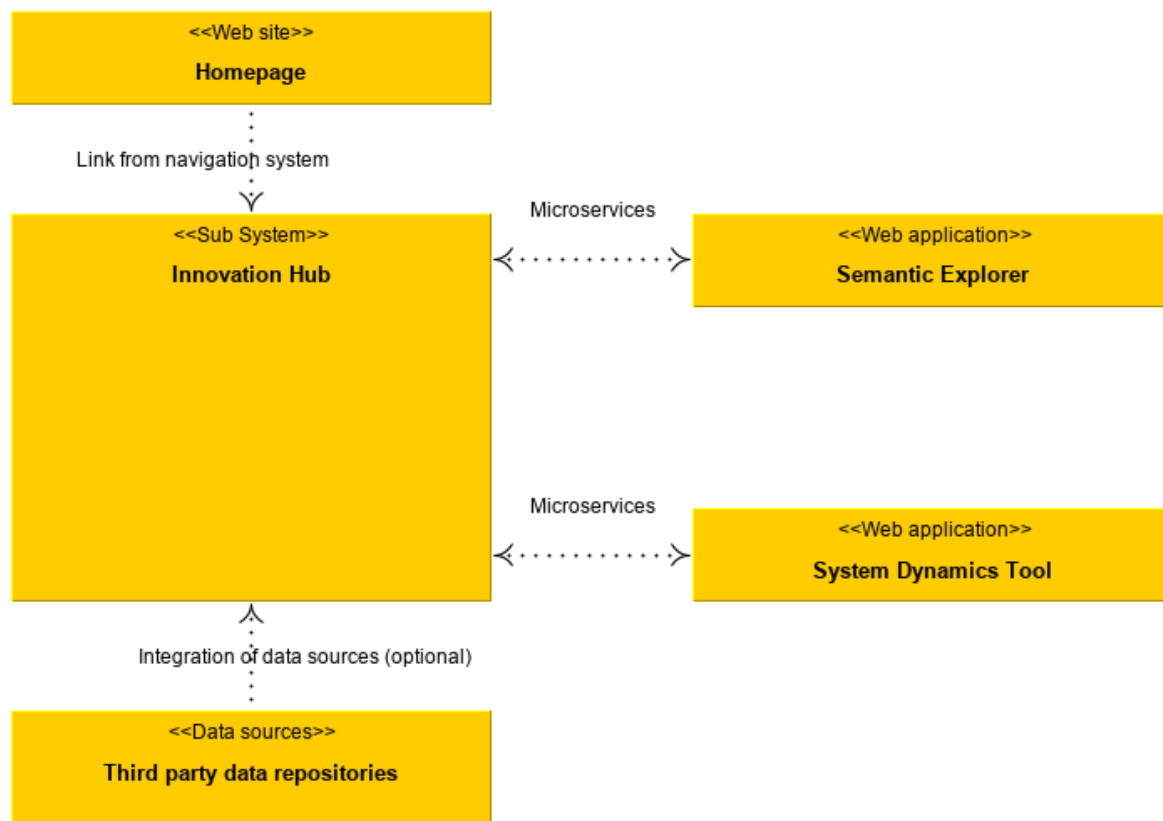 <<Web site>>
Homepage
Link from navigation system
<<Sub System>>
Innovation Hub
Microservices
<<Web application>>
Semantic Explorer
Microservices
<<Web application>>
System Dynamics Tool
Integration of data sources (optional)
<<Data sources>>
Third party data repositories